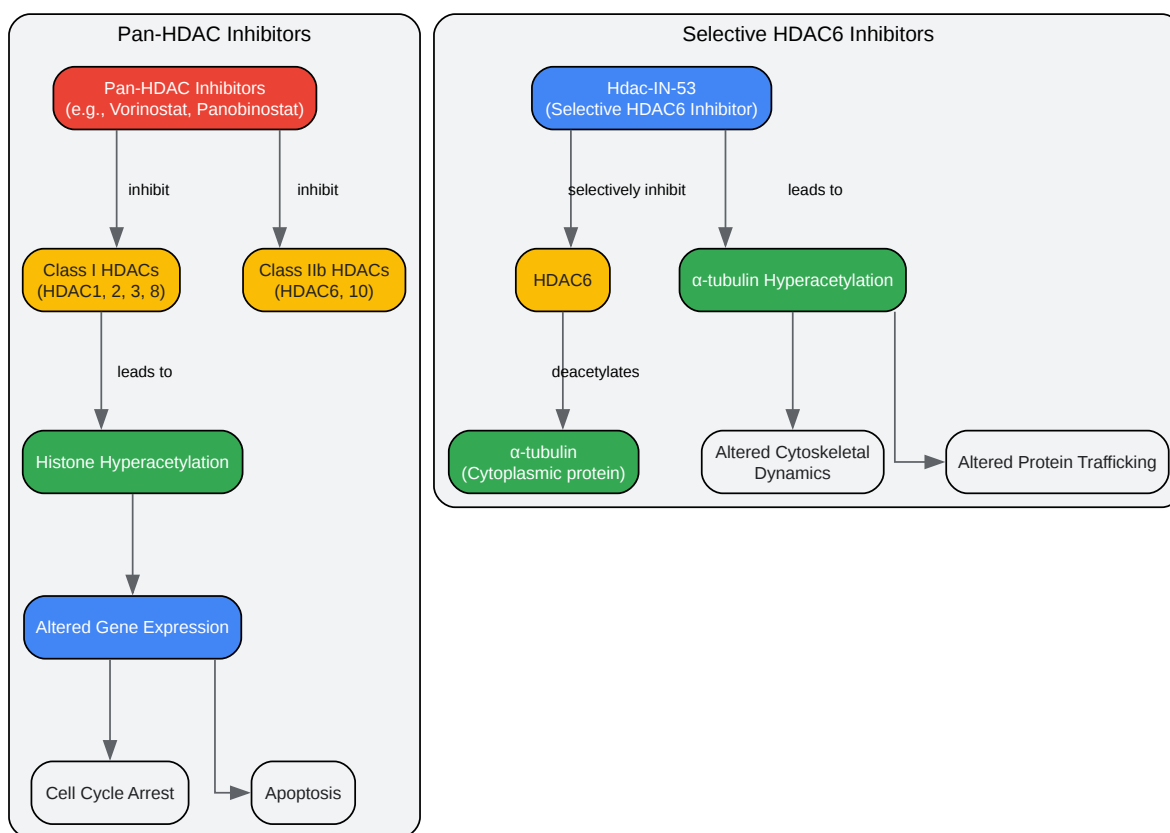 Pan-HDAC Inhibitors
Pan-HDAC Inhibitors
(e.g., Vorinostat, Panobinostat)
inhibit
inhibit
Class I HDACs
(HDAC1, 2, 3, 8)
Class IIb HDACs
(HDAC6, 10)
leads to
Histone Hyperacetylation
Altered Gene Expression
Cell Cycle Arrest
Apoptosis
Selective HDAC6 Inhibitors
Hdac-IN-53
(Selective HDAC6 Inhibitor)
selectively inhibit
leads to
HDAC6
α-tubulin Hyperacetylation
deacetylates
α-tubulin
(Cytoplasmic protein)
Altered Cytoskeletal
Dynamics
Altered Protein Trafficking